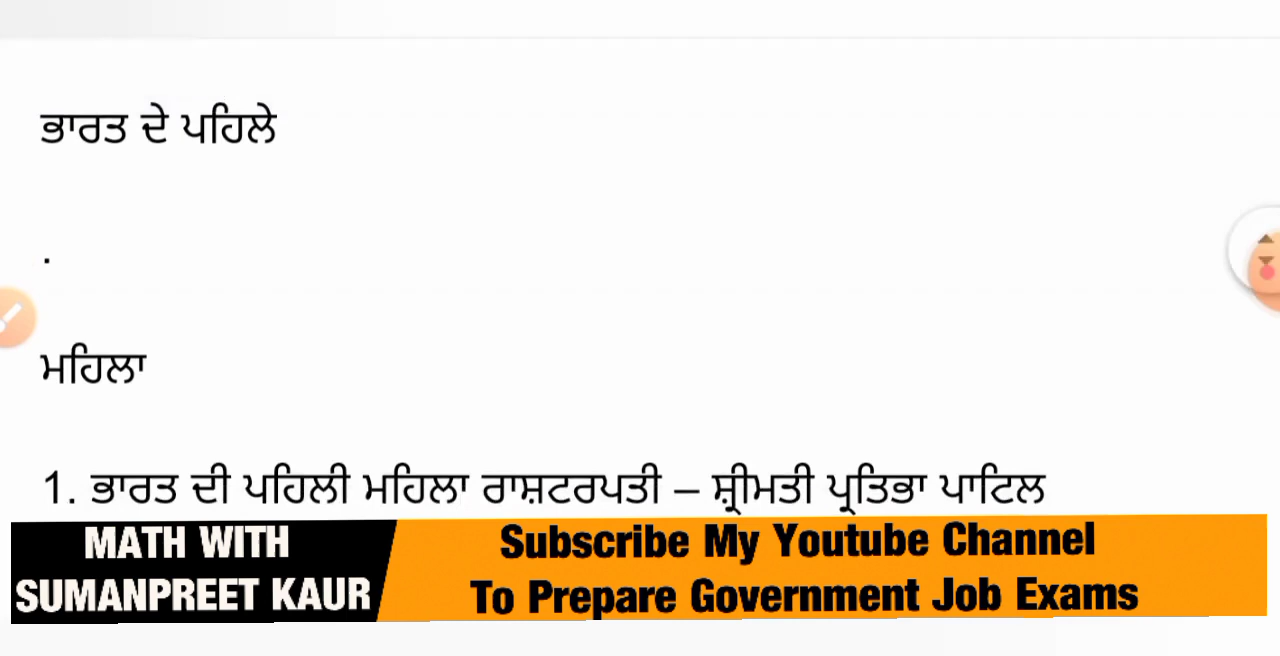 ਭਾਰਤ ਦੇ ਪਹਿਲੇ
.
ਮਹਿਲਾ
1. ਭਾਰਤ ਦੀ ਪਹਿਲੀ ਮਹਿਲਾ ਰਾਸ਼ਟਰਪਤੀ – ਸ਼੍ਰੀਮਤੀ ਪ੍ਰਤਿਭਾ ਪਾਟਿਲ
MATH WITH
SUMANPREET KAUR
Subscribe My Youtube Channel
To Prepare Government Job Exams